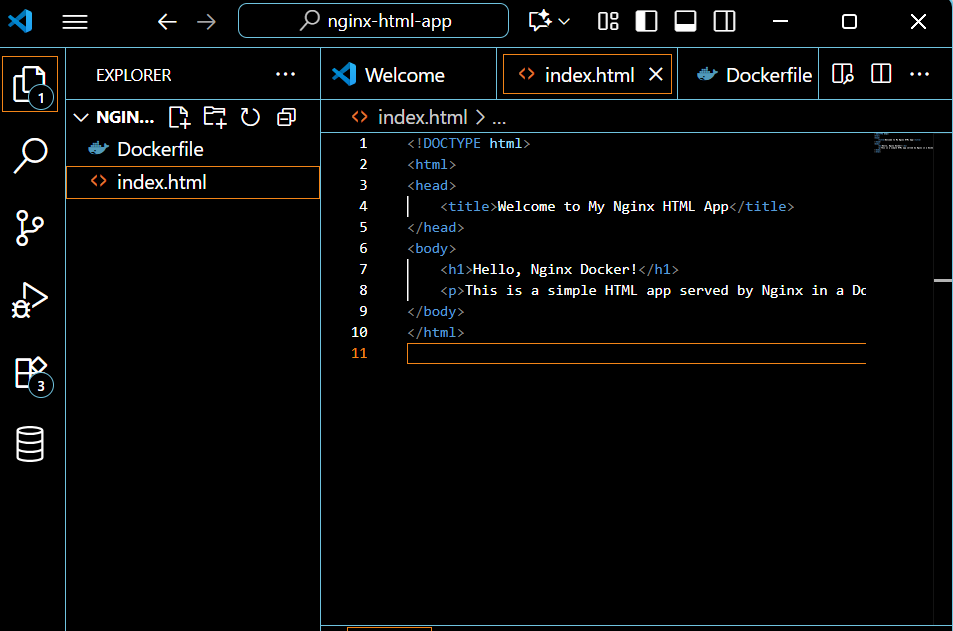 nginx-html-app
EXPLORER
Welcome
index.html
Dockerfile
NGIN...
index.html > ...
Dockerfile
index.html
1 <!DOCTYPE html>
2 <html>
3 <head>
4 <title>Welcome to My Nginx HTML App</title>
5 </head>
6 <body>
7 <h1>Hello, Nginx Docker!</h1>
8 <p>This is a simple HTML app served by Nginx in a Do
9 </body>
10 </html>
11
1
3